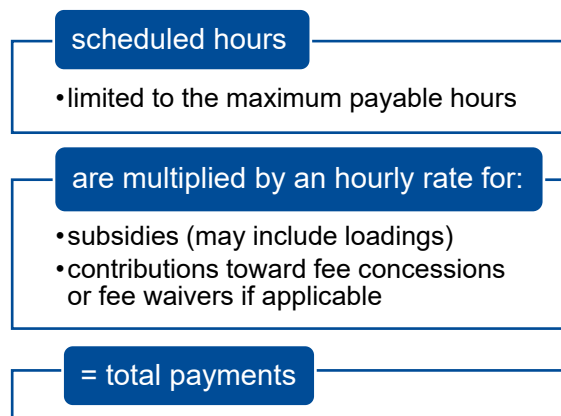 scheduled hours
•limited to the maximum payable hours
are multiplied by an hourly rate for:
•subsidies (may include loadings)
•contributions toward fee concessions
or fee waivers if applicable
= total payments